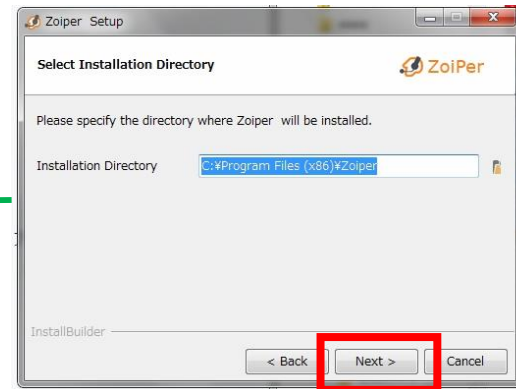 Zoiper Setup
Select Installation Directory
ZoiPer
Please specify the directory where Zoiper will be installed.
Installation Directory
C:¥Program Files (x86)¥Zoiper
InstallBuilder
< Back
Next >
Cancel